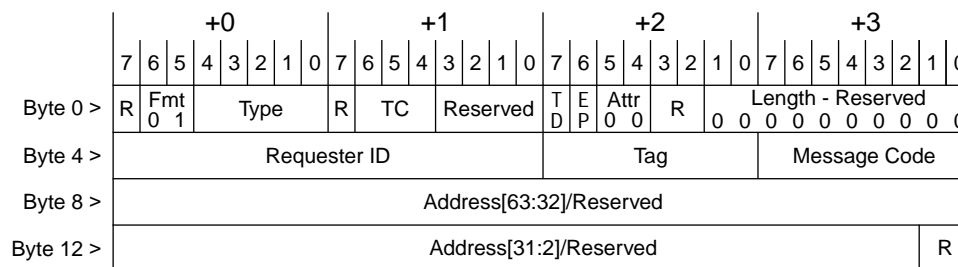 +0 +1 +2 +3
7 6 5 4 3 2 1 0 7 6 5 4 3 2 1 0 7 6 5 4 3 2 1 0 7 6 5 4 3 2 1 0
Byte 0 > R Fmt 0 1 Type R TC Reserved TD EP Attr 0 0 R Length - Reserved 0 0 0 0 0 0 0 0 0 0
Byte 4 > Requester ID Tag Message Code
Byte 8 > Address[63:32]/Reserved
Byte 12 > Address[31:2]/Reserved R